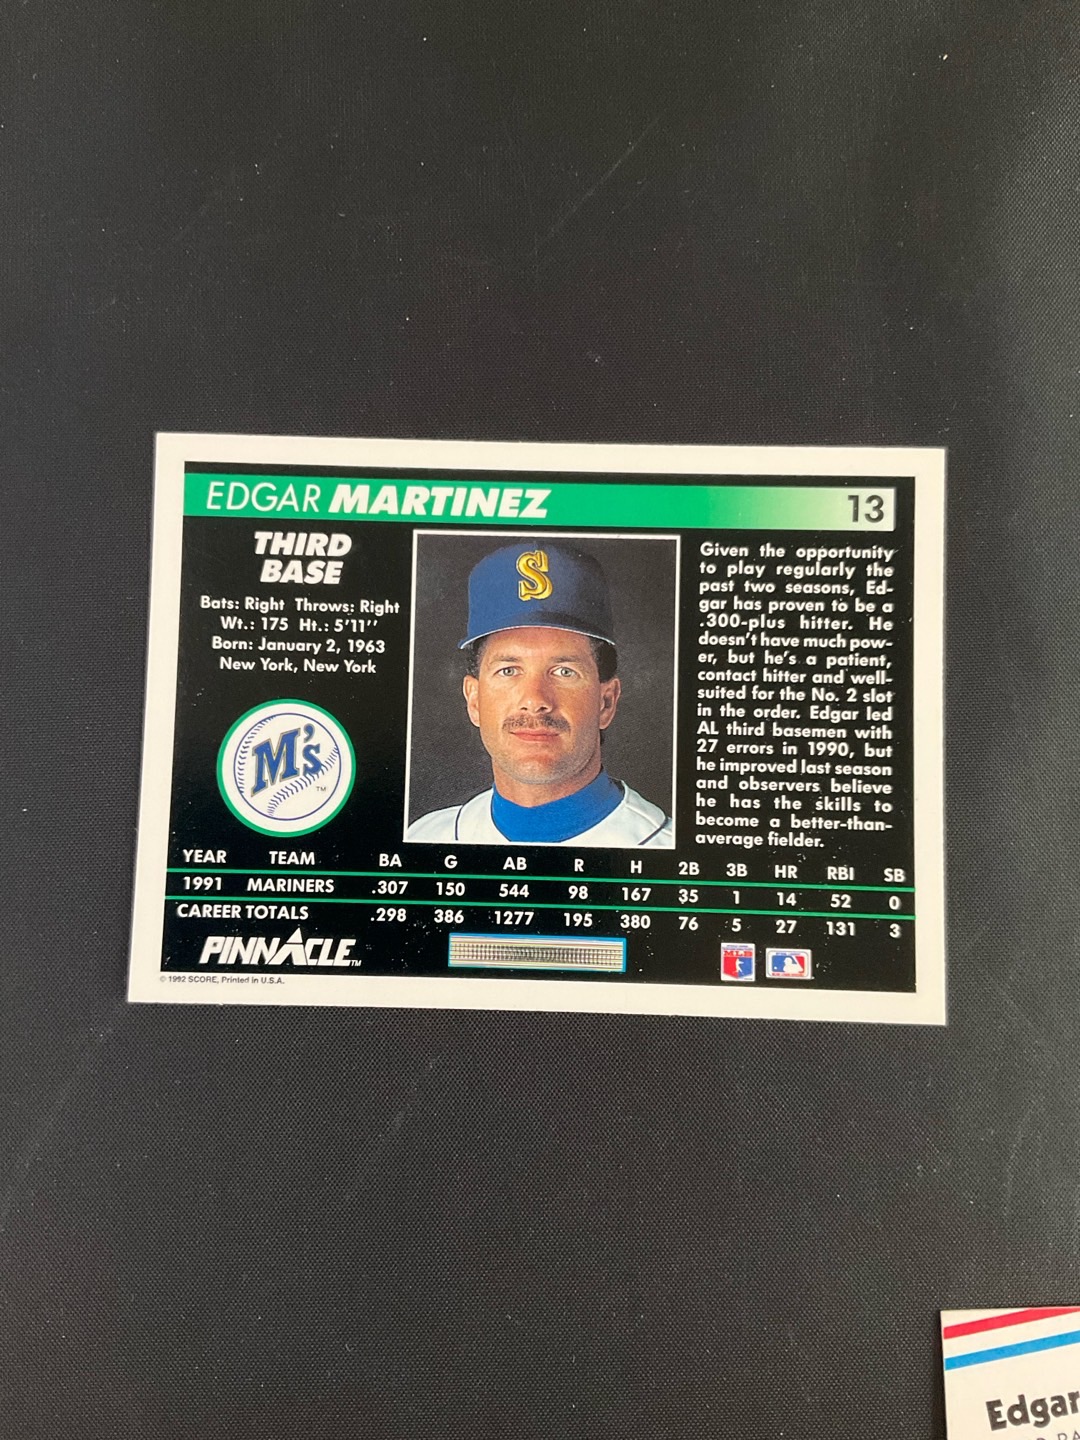 EDGAR MARTINEZ
13
THIRD
BASE
Bats: Right Throws: Right
Wt.: 175 Ht.: 5'11''
Born: January 2, 1963
New York, New York
M's
TM
S
Given the opportunity
to play regularly the
past two seasons, Ed-
gar has proven to be a
.300-plus hitter. He
doesn't have much pow-
er, but he's a patient,
contact hitter and well-
suited for the No. 2 slot
in the order. Edgar led
AL third basemen with
27 errors in 1990, but
he improved last season
and observers believe
he has the skills to
become a better-than-
average fielder.
YEAR TEAM BA G AB R H 2B 3B HR RBI SB
1991 MARINERS .307 150 544 98 167 35 1 14 52 0
CAREER TOTALS .298 386 1277 195 380 76 5 27 131 3
PINNACLE TM
© 1992 SCORE, Printed in U.S.A.
MLB
Edgar